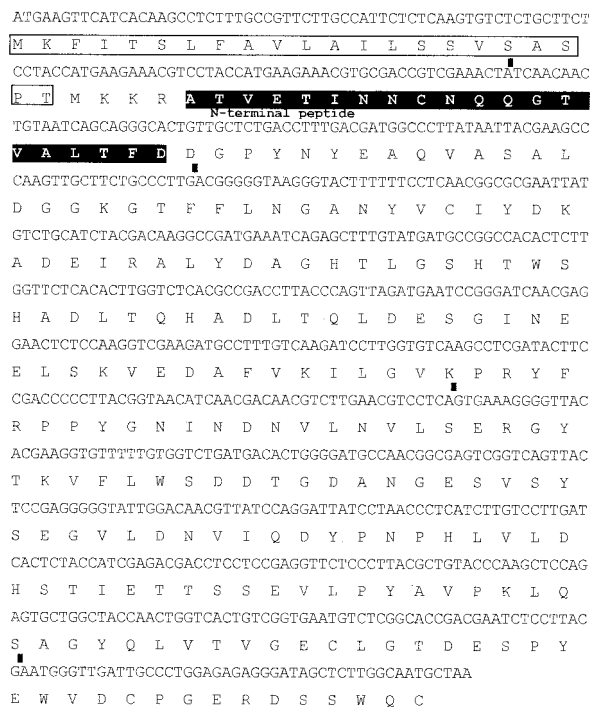 ATGAAGTTCATCACAAGCCTCTTTGCCGTTCTTGCCATTCTCTCAAGTGTCTCTGCTTCT
M K F I T S L F A V L A I L S S V S A S
CCTACCATGAAGAAACGTCCTACCATGAAGAAACGTGCGACCGTCGAAACTATCAACAAC
P T M K K R A T V E T I N N C N Q Q G T
N-terminal peptide
TGTAATCAGCAGGGCACTGTTGCTCTGACCTTTGACGATGGCCCTTATAATTACGAAGCC
V A L T F D D G P Y N Y E A Q V A S A L
CAAGTTGCTTCTGCCCTTGACGGGGGTAAGGGTACTTTTTTCCTCAACGGCGCGAATTAT
D G G K G T F F L N G A N Y V C I Y D K
GTCTGCATCTACGACAAGGCCGATGAAATCAGAGCTTTGTATGATGCCGGCCACACTCTT
A D E I R A L Y D A G H T L G S H T W S
GGTTCTCACACTTGGTCTCACGCCGACCTTACCCAGTTAGATGAATCCGGGATCAACGAG
H A D L T Q H A D L T Q L D E S G I N E
GAACTCTCCAAGGTCGAAGATGCCTTTGTCAAGATCCTTGGTGTCAAGCCTCGATACTTC
E L S K V E D A F V K I L G V K P R Y F
CGACCCCCTTACGGTAACATCAACGACAACGTCTTGAACGTCCTCAGTGAAAGGGGTTAC
R P P Y G N I N D N V L N V L S E R G Y
ACGAAGGTGTTTTTGTGGTCTGATGACACTGGGGATGCCAACGGCGAGTCGGTCAGTTAC
T K V F L W S D D T G D A N G E S V S Y
TCCGAGGGGGTATTGGACAACGTTATCCAGGATTATCCTAACCCTCATCTTGTCCTTGAT
S E G V L D N V I Q D Y P N P H L V L D
CACTCTACCATCGAGACGACCTCCTCCGAGGTTCTCCCTTACGCTGTACCCAAGCTCCAG
H S T I E T T S S E V L P Y A V P K L Q
AGTGCTGGCTACCAACTGGTCACTGTCGGTGAATGTCTCGGCACCGACGAATCTCCTTAC
S A G Y Q L V T V G E C L G T D E S P Y
GAATGGGTTGATTGCCCTGGAGAGAGGGATAGCTCTTGGCAATGCTAA
E W V D C P G E R D S S W Q C